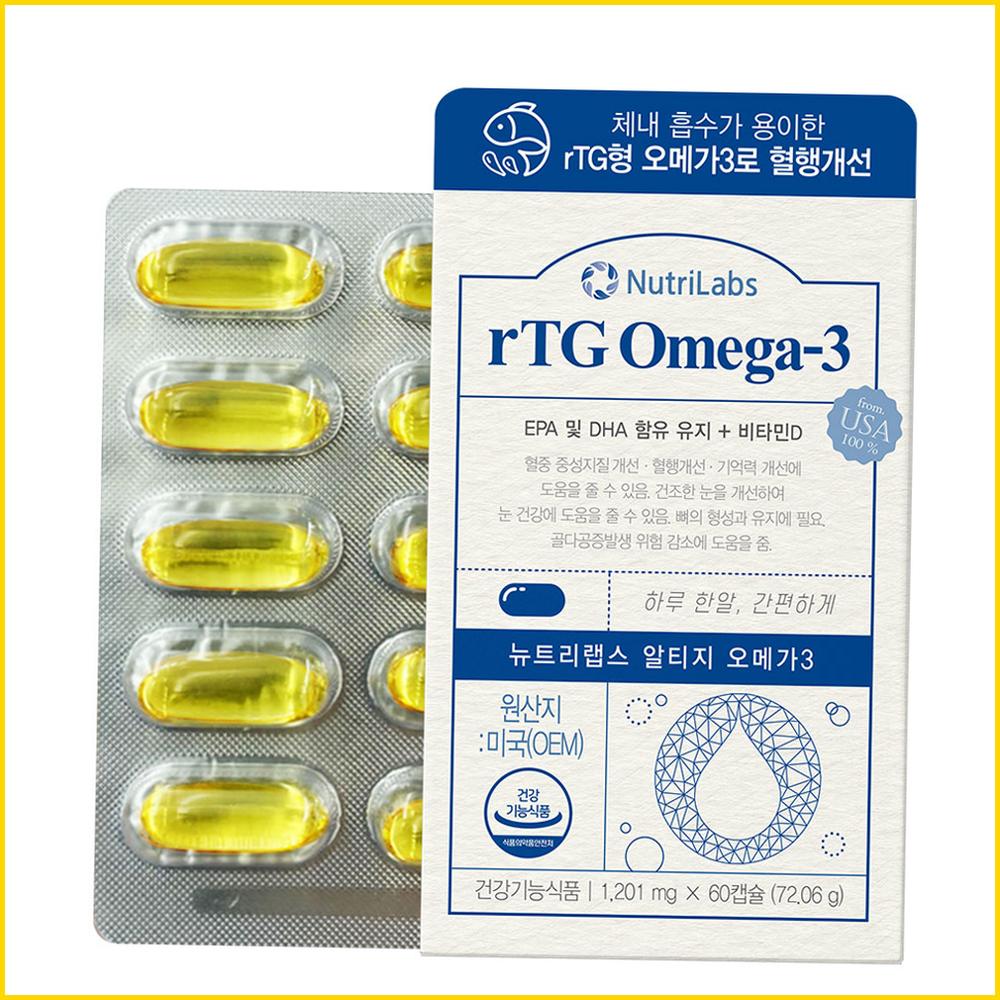 체내 흡수가 용이한
rTG형 오메가3로 혈행개선
NutriLabs
rTG Omega-3
from.
USA
100 %
EPA 및 DHA 함유 유지 + 비타민D
혈중 중성지질 개선 · 혈행개선 · 기억력 개선에
도움을 줄 수 있음. 건조한 눈을 개선하여
눈 건강에 도움을 줄 수 있음. 뼈의 형성과 유지에 필요.
골다공증발생 위험 감소에 도움을 줌.
하루 한알, 간편하게
뉴트리랩스 알티지 오메가3
원산지
:미국(OEM)
건강
기능식품
식품의약품안전처
건강기능식품 | 1,201 mg × 60캡슐 (72.06 g)